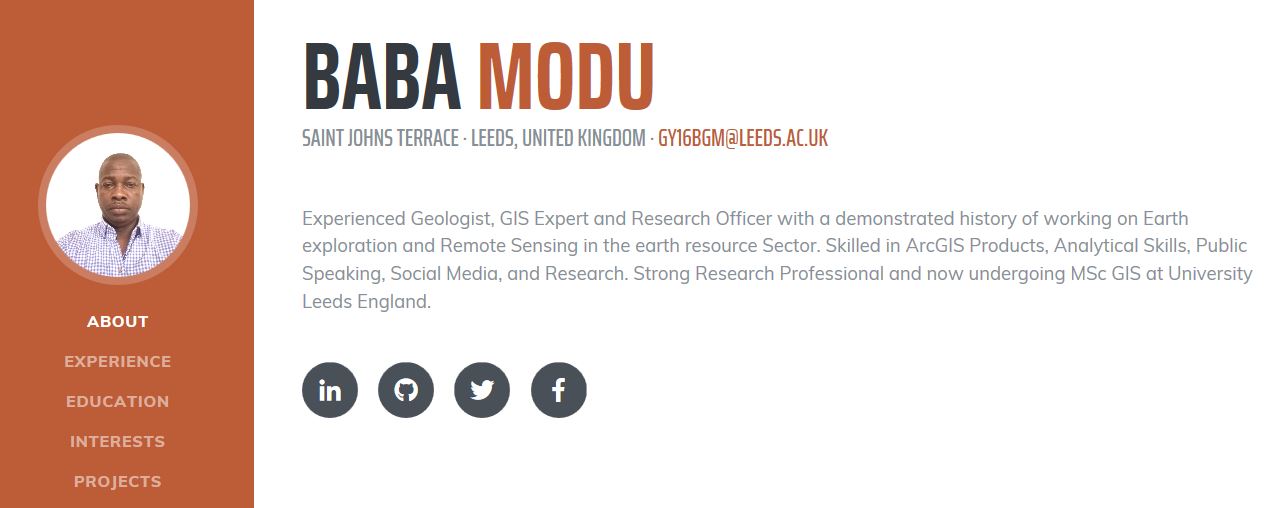 BABA MODU
SAINT JOHNS TERRACE · LEEDS, UNITED KINGDOM · GY16BGM@LEEDS.AC.UK
Experienced Geologist, GIS Expert and Research Officer with a demonstrated history of working on Earth
exploration and Remote Sensing in the earth resource Sector. Skilled in ArcGIS Products, Analytical Skills, Public
Speaking, Social Media, and Research. Strong Research Professional and now undergoing MSc GIS at University
Leeds England.
ABOUT
EXPERIENCE
EDUCATION
INTERESTS
PROJECTS